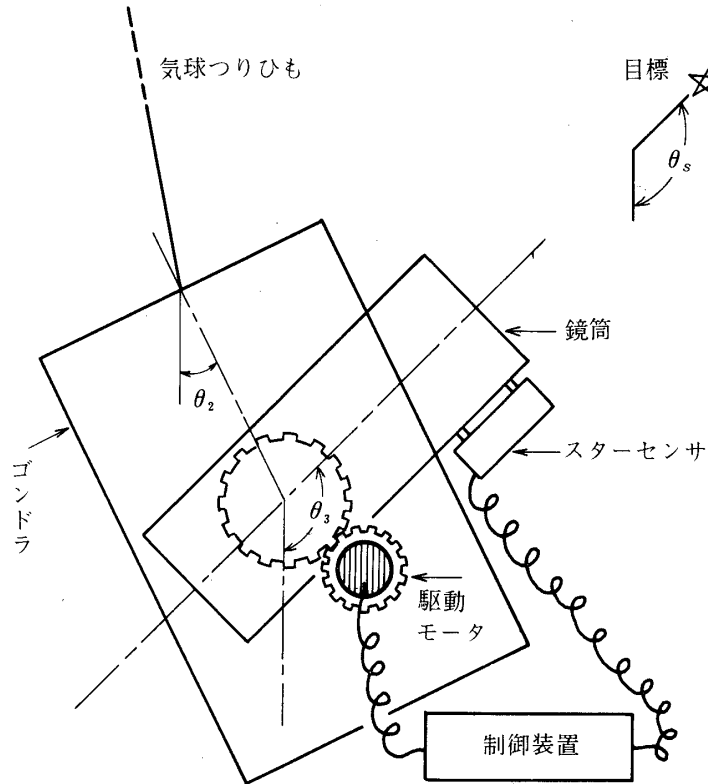 気球つりひも
目標
θs
鏡筒
θ2
ゴンドラ
スターセンサ
θ3
駆動
モータ
制御装置